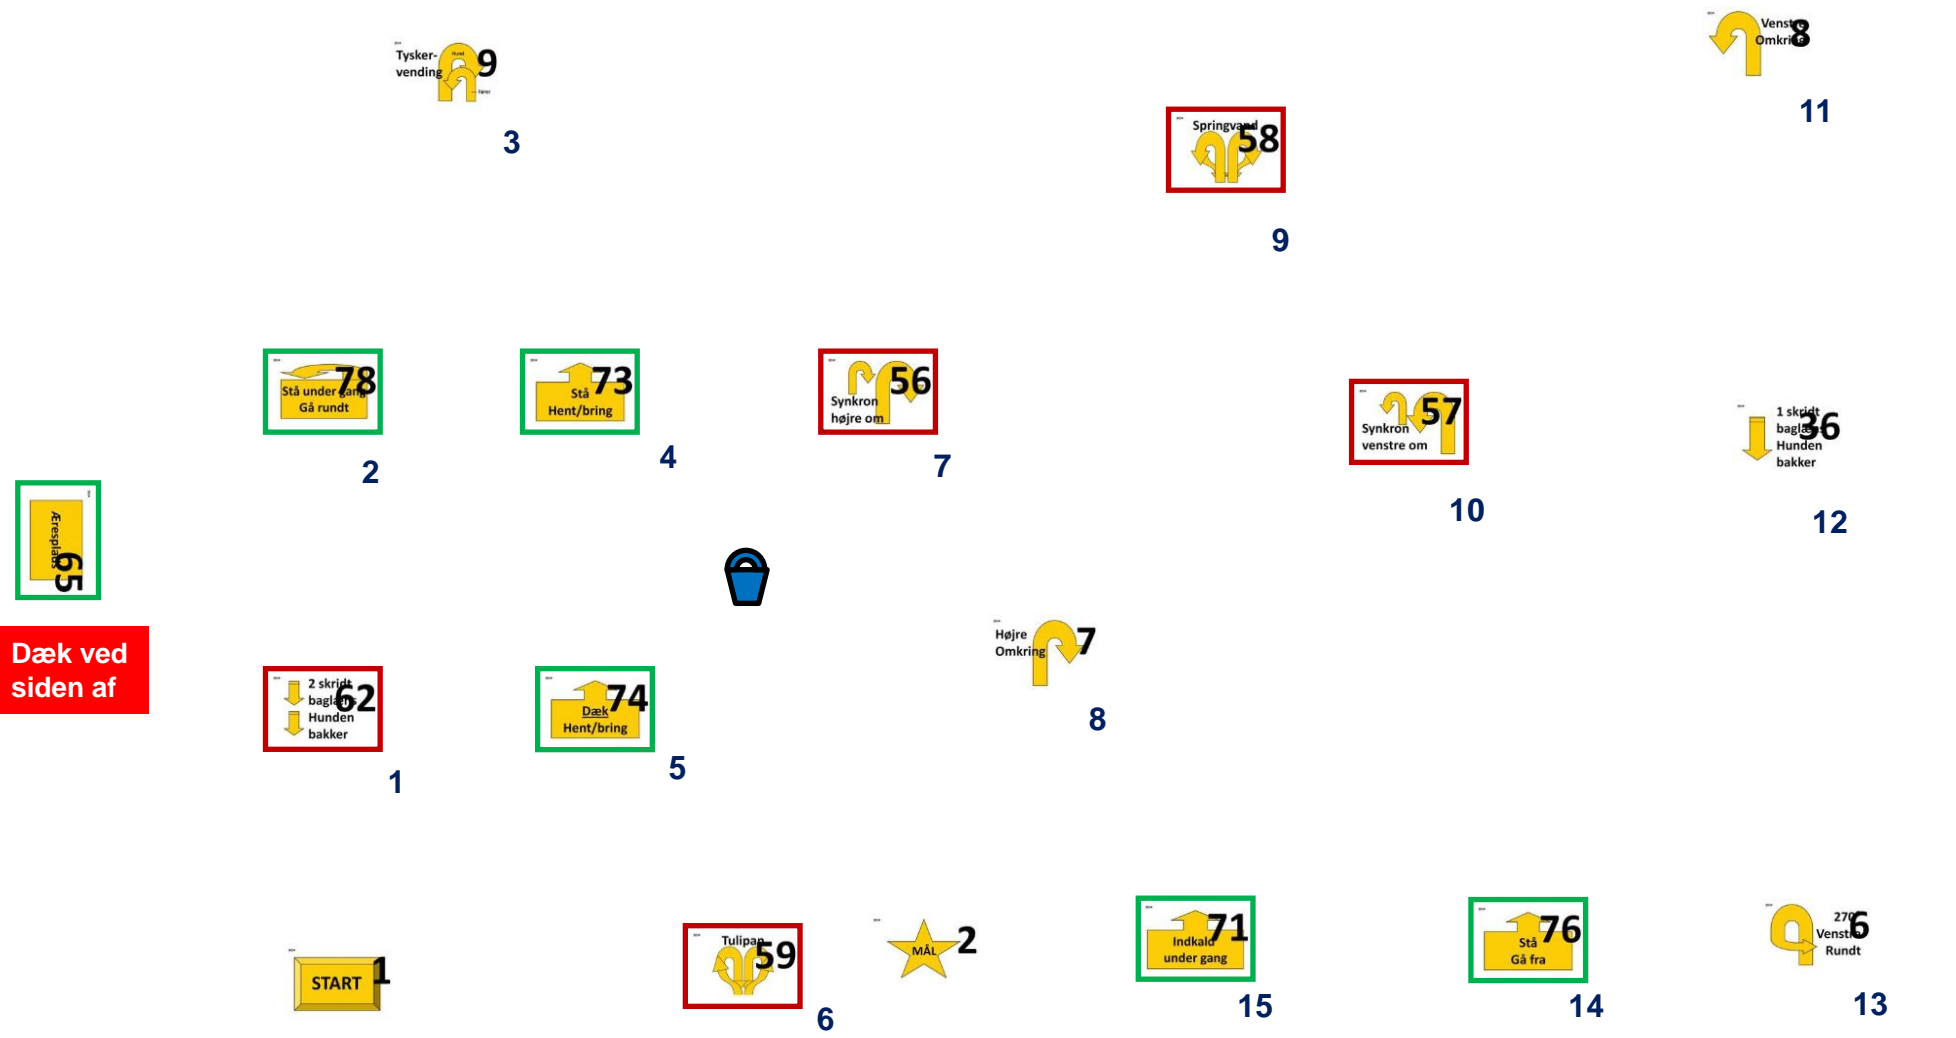 Tysker-
vending
Hund
Fører
9
3
Venstre
Omkring
8
11
Springvand
58
9
Stå under gang
Gå rundt
78
2
Stå
Hent/bring
73
4
Synkron
højre om
56
7
Synkron
venstre om
57
10
1 skridt
baglæns
Hunden
bakker
36
12
Æresplads
65
Dæk ved
siden af
2 skridt
baglæns
Hunden
bakker
62
1
Dæk
Hent/bring
74
5
Højre
Omkring
7
8
START
1
Tulipan
59
6
MÅL
2
Indkald
under gang
71
15
Stå
Gå fra
76
14
270°
Venstre
Rundt
6
13